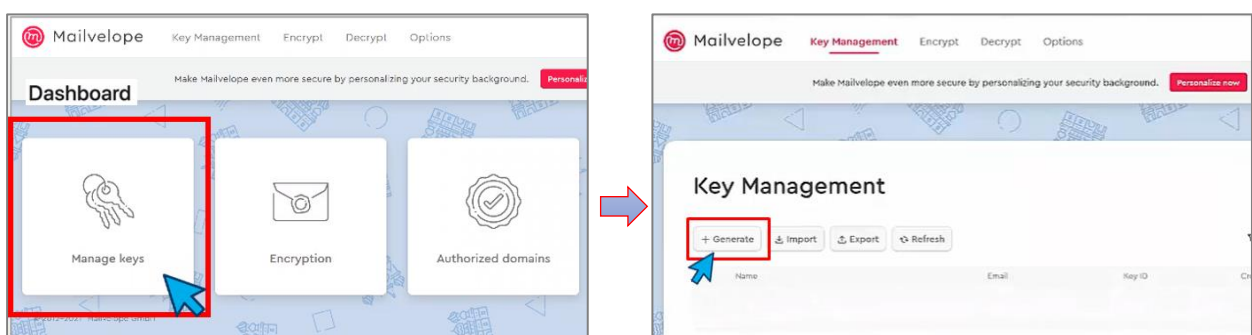 Mailvelope Key Management Encrypt Decrypt Options
Make Mailvelope even more secure by personalizing your security background. Personaliz
Dashboard
Manage keys
Encryption
Authorized domains
Mailvelope Key Management Encrypt Decrypt Options
Make Mailvelope even more secure by personalizing your security background. Personalize now
Key Management
+ Generate Import Export Refresh
Name Email Key ID Cr